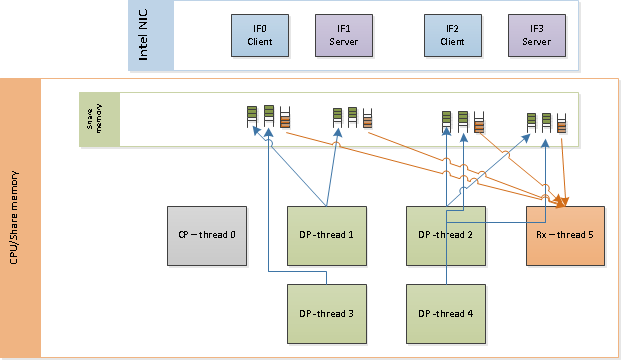 Intel NIC
IF0
Client
IF1
Server
IF2
Client
IF3
Server
CPU/Share memory
Share
memory
CP – thread 0
DP -thread 1
DP -thread 2
Rx – thread 5
DP -thread 3
DP -thread 4